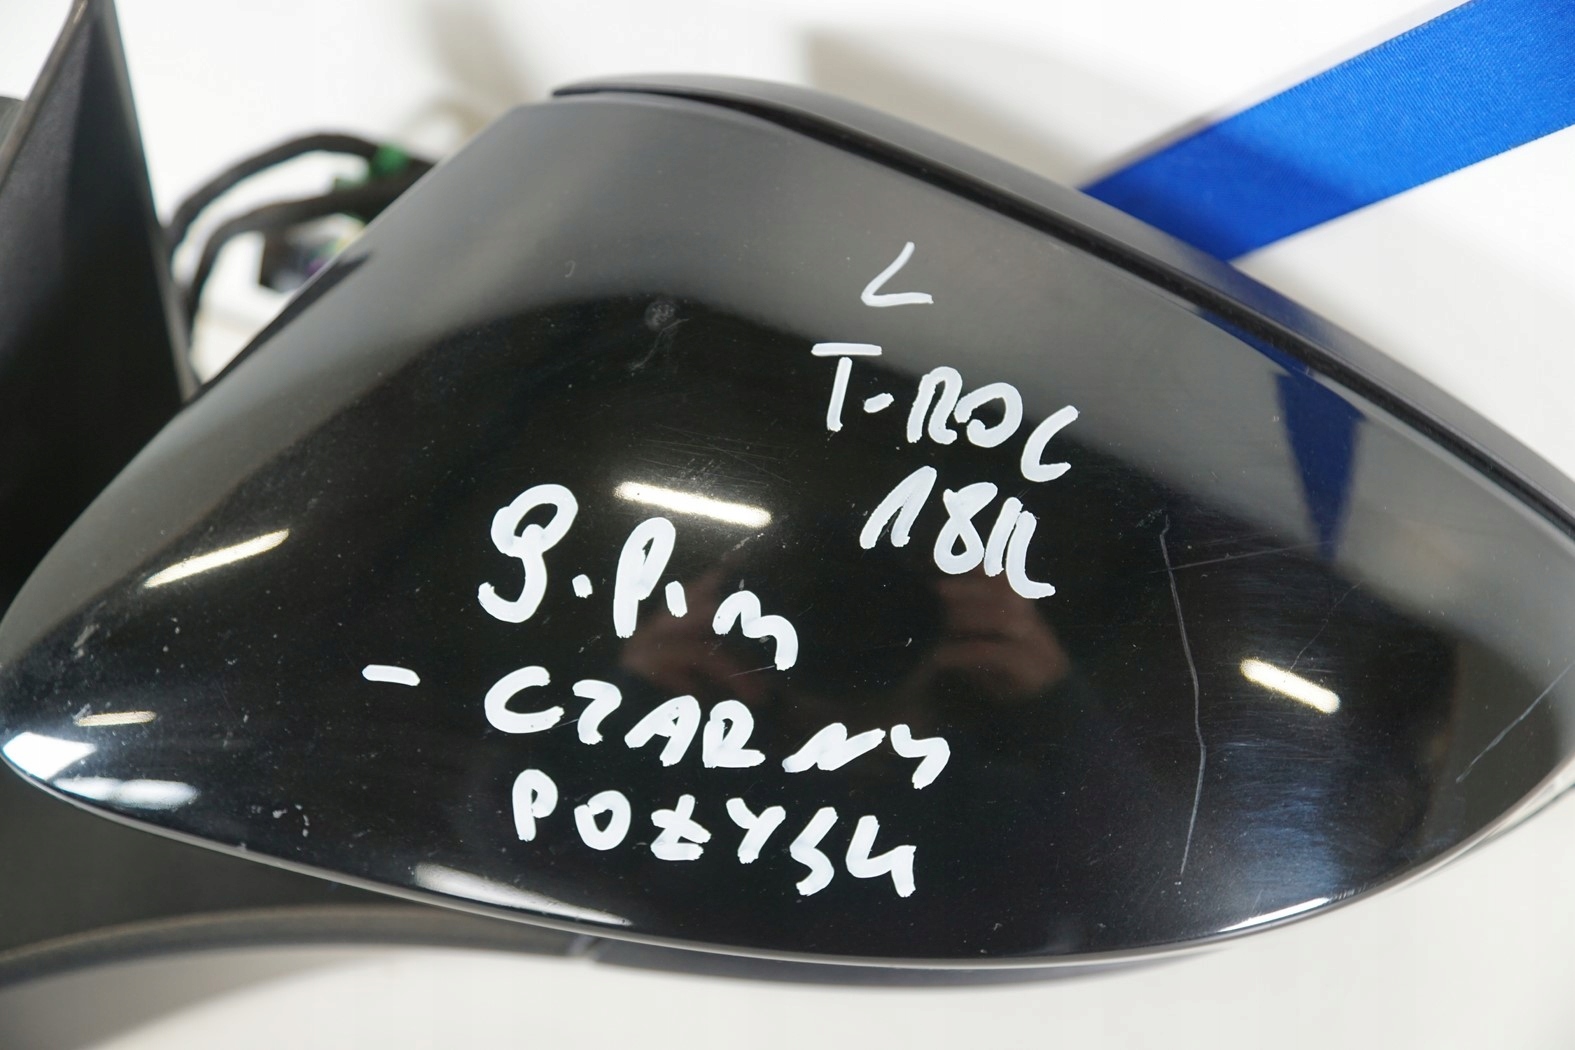 L
T-ROC
18R
9.P.M
- CZARNY
POŁYSK